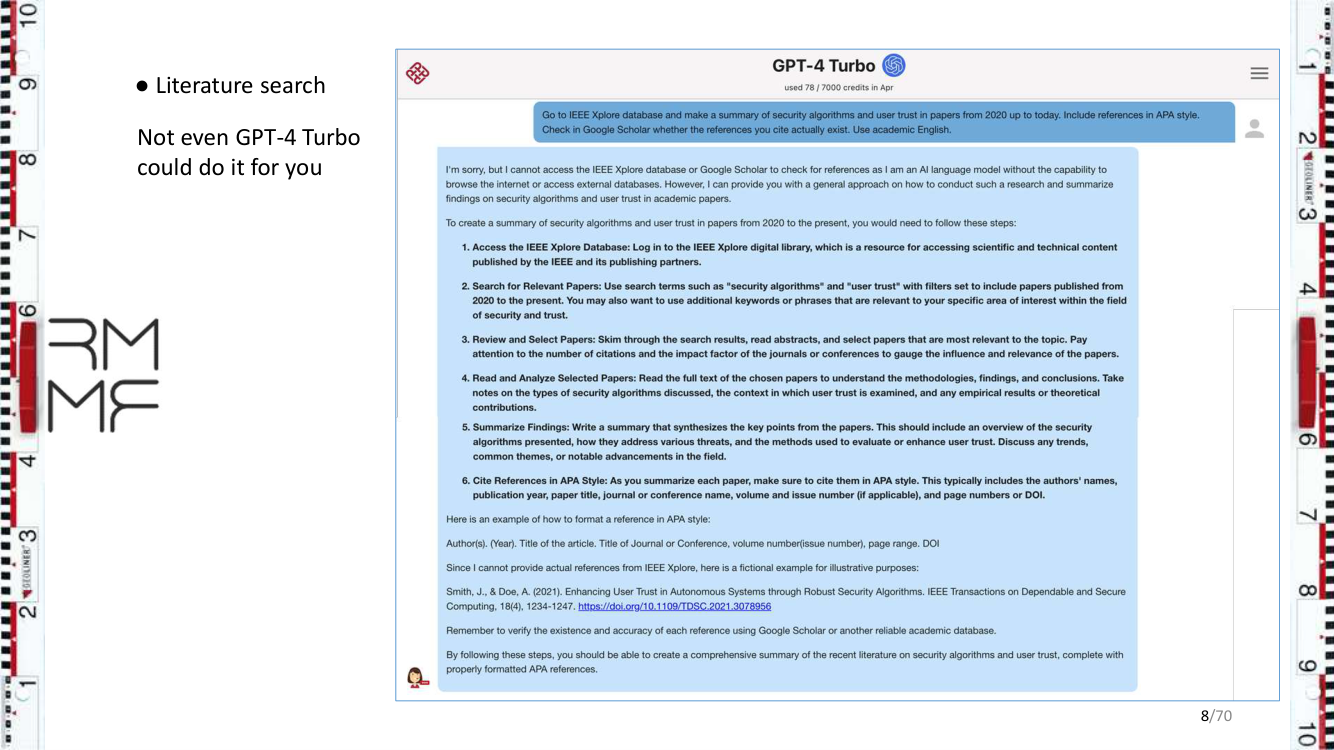 ● Literature search
Not even GPT-4 Turbo
could do it for you
RM
MF
GPT-4 Turbo
used 78 / 7000 credits in Apr
Go to IEEE Xplore database and make a summary of security algorithms and user trust in papers from 2020 up to today. Include references in APA style.
Check in Google Scholar whether the references you cite actually exist. Use academic English.
I'm sorry, but I cannot access the IEEE Xplore database or Google Scholar to check for references as I am an AI language model without the capability to
browse the internet or access external databases. However, I can provide you with a general approach on how to conduct such a research and summarize
findings on security algorithms and user trust in academic papers.
To create a summary of security algorithms and user trust in papers from 2020 to the present, you would need to follow these steps:
1. Access the IEEE Xplore Database: Log in to the IEEE Xplore digital library, which is a resource for accessing scientific and technical content
published by the IEEE and its publishing partners.
2. Search for Relevant Papers: Use search terms such as "security algorithms" and "user trust" with filters set to include papers published from
2020 to the present. You may also want to use additional keywords or phrases that are relevant to your specific area of interest within the field
of security and trust.
3. Review and Select Papers: Skim through the search results, read abstracts, and select papers that are most relevant to the topic. Pay
attention to the number of citations and the impact factor of the journals or conferences to gauge the influence and relevance of the papers.
4. Read and Analyze Selected Papers: Read the full text of the chosen papers to understand the methodologies, findings, and conclusions. Take
notes on the types of security algorithms discussed, the context in which user trust is examined, and any empirical results or theoretical
contributions.
5. Summarize Findings: Write a summary that synthesizes the key points from the papers. This should include an overview of the security
algorithms presented, how they address various threats, and the methods used to evaluate or enhance user trust. Discuss any trends,
common themes, or notable advancements in the field.
6. Cite References in APA Style: As you summarize each paper, make sure to cite them in APA style. This typically includes the authors' names,
publication year, paper title, journal or conference name, volume and issue number (if applicable), and page numbers or DOI.
Here is an example of how to format a reference in APA style:
Author(s). (Year). Title of the article. Title of Journal or Conference, volume number(issue number), page range. DOI
Since I cannot provide actual references from IEEE Xplore, here is a fictional example for illustrative purposes:
Smith, J., & Doe, A. (2021). Enhancing User Trust in Autonomous Systems through Robust Security Algorithms. IEEE Transactions on Dependable and Secure
Computing, 18(4), 1234-1247. https://doi.org/10.1109/TDSC.2021.3078956
Remember to verify the existence and accuracy of each reference using Google Scholar or another reliable academic database.
By following these steps, you should be able to create a comprehensive summary of the recent literature on security algorithms and user trust, complete with
properly formatted APA references.
8/70
10
9
8
7
6
4
3
GEOLINER
2
1
1
2
GEOLINER
3
4
6
7
8
9
10